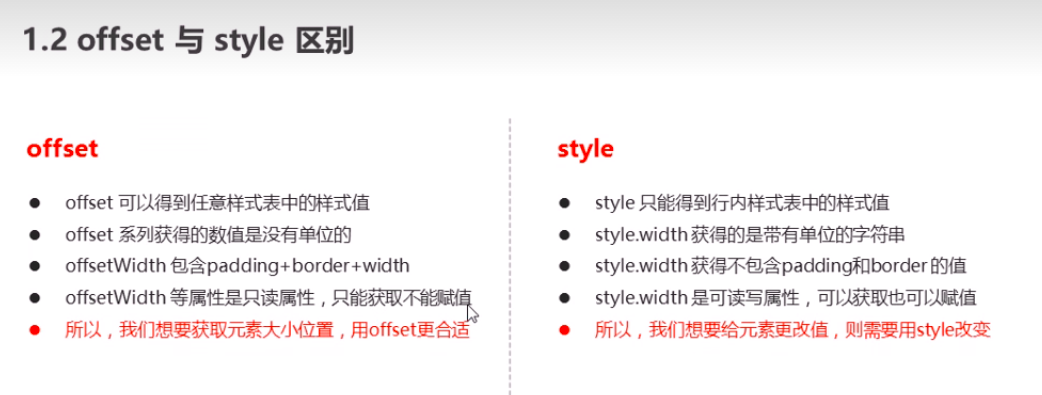 1.2 offset 与 style 区别
offset
● offset 可以得到任意样式表中的样式值
● offset 系列获得的数值是没有单位的
● offsetWidth 包含padding+border+width
● offsetWidth 等属性是只读属性，只能获取不能赋值
● 所以，我们想要获取元素大小位置，用offset更合适
style
● style 只能得到行内样式表中的样式值
● style.width 获得的是带有单位的字符串
● style.width 获得不包含padding和border 的值
● style.width 是可读写属性，可以获取也可以赋值
● 所以，我们想要给元素更改值，则需要用style改变